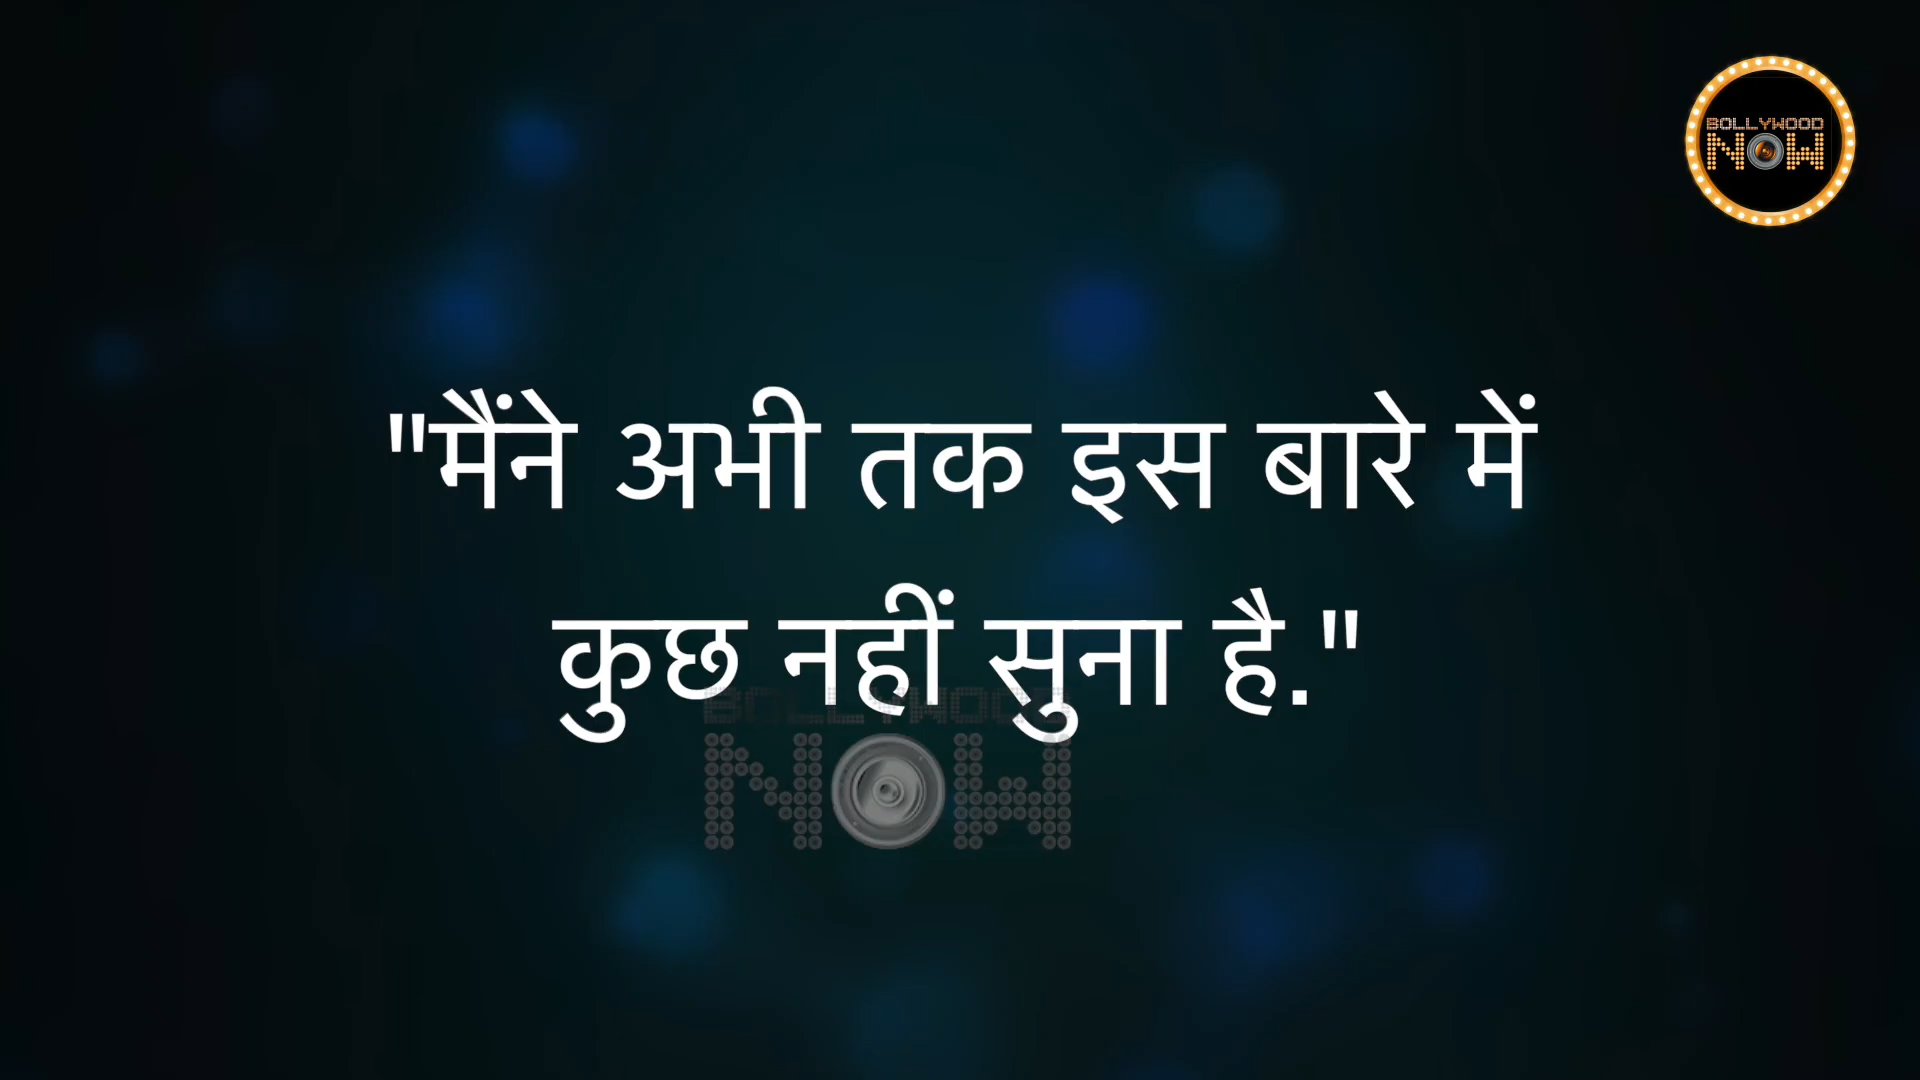 BOLLYWOOD
NOW
"मैंने अभी तक इस बारे में
कुछ नहीं सुना है."
BOLLYWOOD
NOW